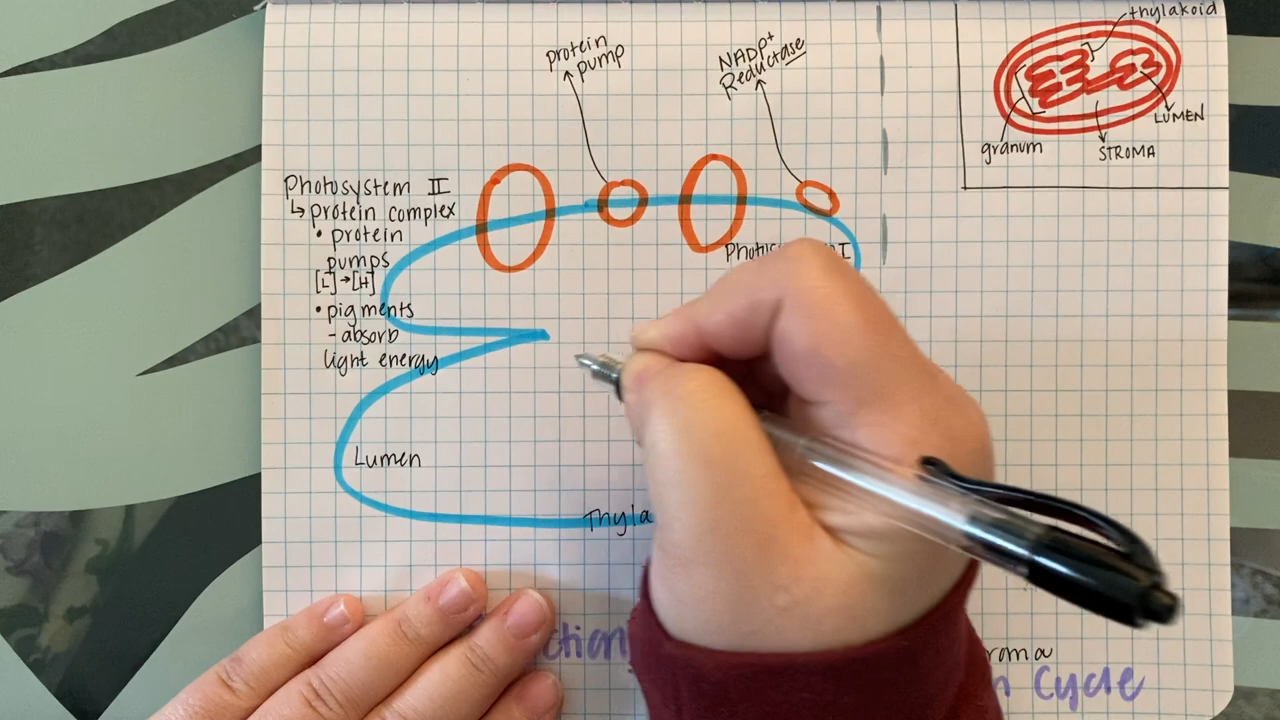 protein
pump
NADP+
Reductase
thylakoid
LUMEN
granum
STROMA
Photosystem II
↳ protein complex
• protein
pumps
[L]→[H]
• pigments
- absorb
light energy
I
Lumen
Thyla
ction
roma
Cycle